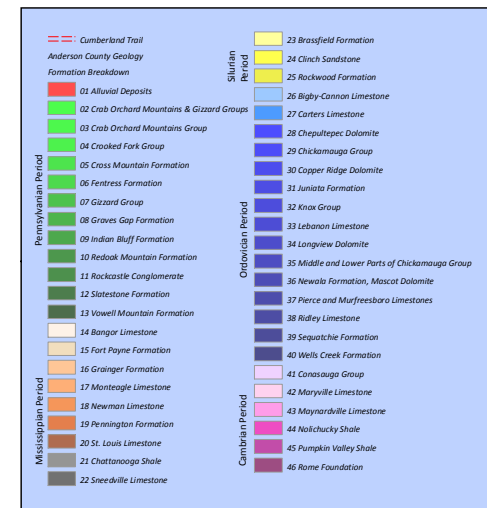 Cumberland Trail
Anderson County Geology
Formation Breakdown
Pennsylvanian Period
01 Alluvial Deposits
02 Crab Orchard Mountains & Gizzard Groups
03 Crab Orchard Mountains Group
04 Crooked Fork Group
05 Cross Mountain Formation
06 Fentress Formation
07 Gizzard Group
08 Graves Gap Formation
09 Indian Bluff Formation
10 Redoak Mountain Formation
11 Rockcastle Conglomerate
12 Slatestone Formation
13 Vowell Mountain Formation
Mississippian Period
14 Bangor Limestone
15 Fort Payne Formation
16 Grainger Formation
17 Monteagle Limestone
18 Newman Limestone
19 Pennington Formation
20 St. Louis Limestone
21 Chattanooga Shale
22 Sneedville Limestone
Silurian
Period
23 Brassfield Formation
24 Clinch Sandstone
25 Rockwood Formation
Ordovician Period
26 Bigby-Cannon Limestone
27 Carters Limestone
28 Chepultepec Dolomite
29 Chickamauga Group
30 Copper Ridge Dolomite
31 Juniata Formation
32 Knox Group
33 Lebanon Limestone
34 Longview Dolomite
35 Middle and Lower Parts of Chickamauga Group
36 Newala Formation, Mascot Dolomite
37 Pierce and Murfreesboro Limestones
38 Ridley Limestone
39 Sequatchie Formation
40 Wells Creek Formation
Cambrian Period
41 Conasauga Group
42 Maryville Limestone
43 Maynardville Limestone
44 Nolichucky Shale
45 Pumpkin Valley Shale
46 Rome Foundation